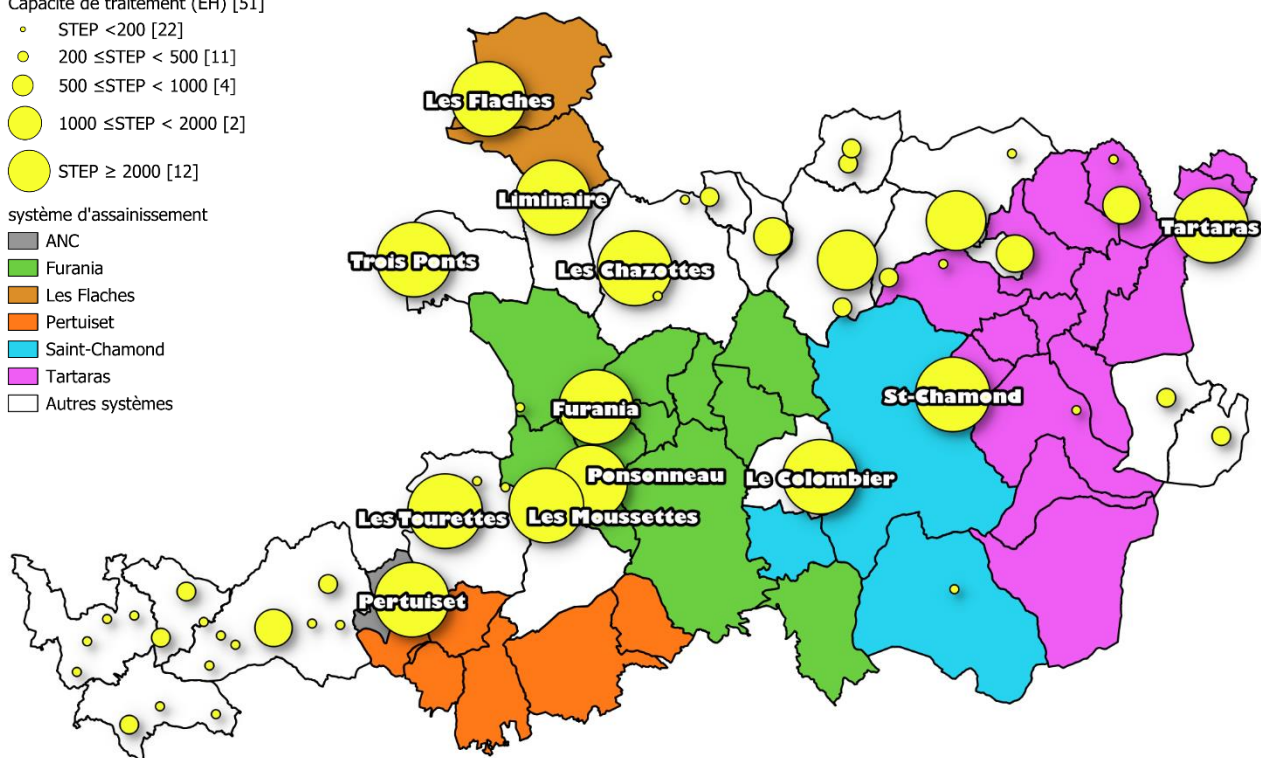 Capacité de traitement (EH) [51]
STEP <200 [22]
200 ≤STEP < 500 [11]
500 ≤STEP < 1000 [4]
1000 ≤STEP < 2000 [2]
STEP ≥ 2000 [12]
système d'assainissement
ANC
Furania
Les Flaches
Pertuiset
Saint-Chamond
Tartaras
Autres systèmes
Les Flaches
Liminaire
Tartaras
Trois Ponts
Les Chazottes
St-Chamond
Furania
Ponsonneau
Le Colombier
Les Tourettes
Les Moussettes
Pertuiset